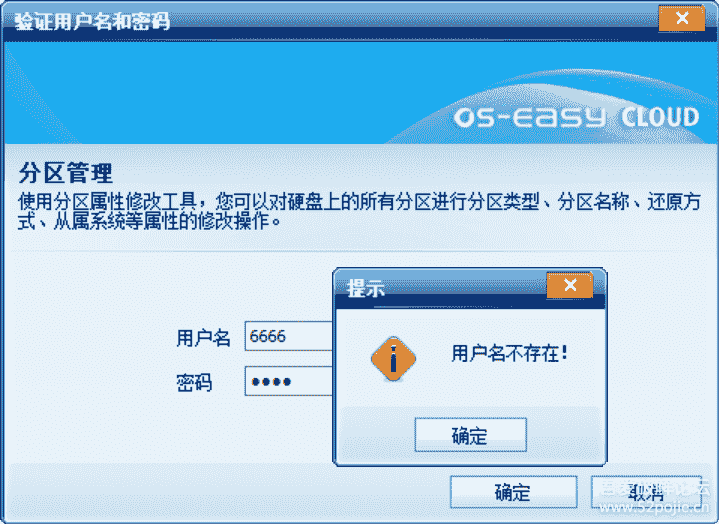 验证用户名和密码
OS-EASY CLOUD
分区管理
使用分区属性修改工具，您可以对硬盘上的所有分区进行分区类型、分区名称、还原方
式、从属系统等属性的修改操作。
提示
用户名 6666
密码 ●●●●
用户名不存在！
确定
确定 取消
www.52pojie.cn